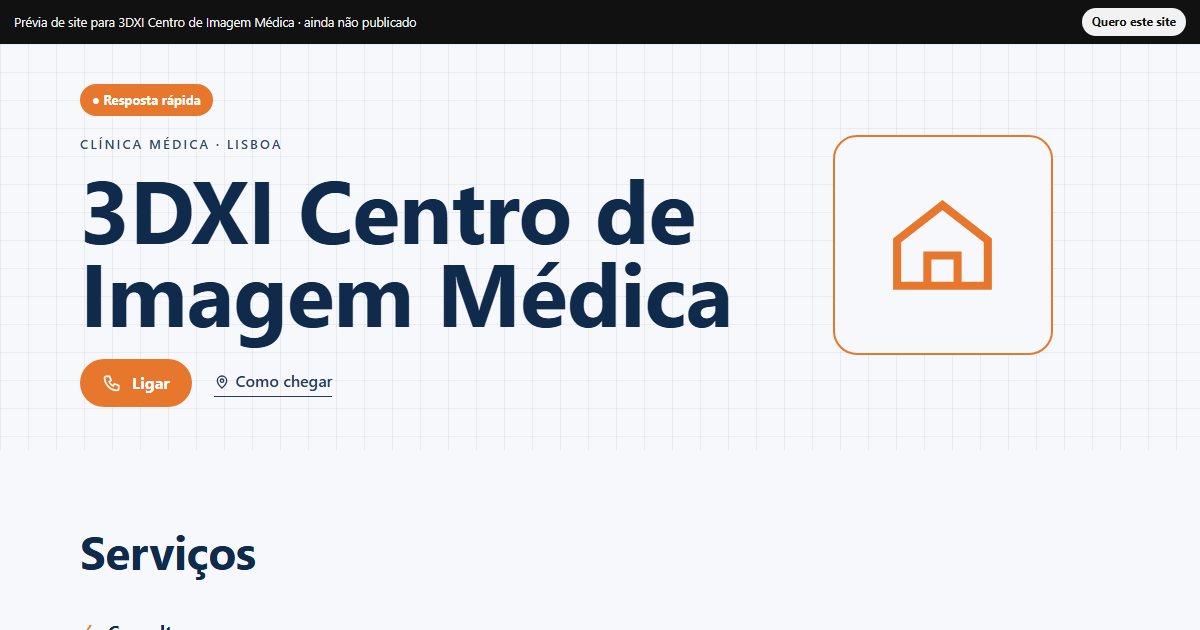 Prévia de site para 3DXI Centro de Imagem Médica · ainda não publicado
Quero este site
Resposta rápida
CLÍNICA MÉDICA · LISBOA
3DXI Centro de
Imagem Médica
Ligar
Como chegar
Serviços